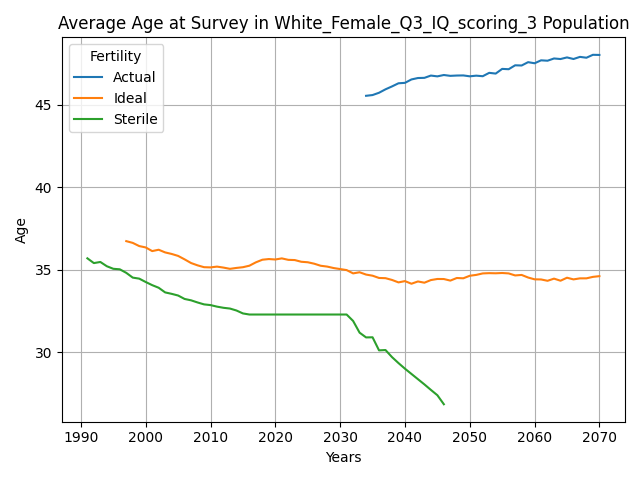 Average Age at Survey in White_Female_Q3_IQ_scoring_3 Population
Fertility
Actual
Ideal
Sterile
45
40
35
30
Age
1990 2000 2010 2020 2030 2040 2050 2060 2070
Years